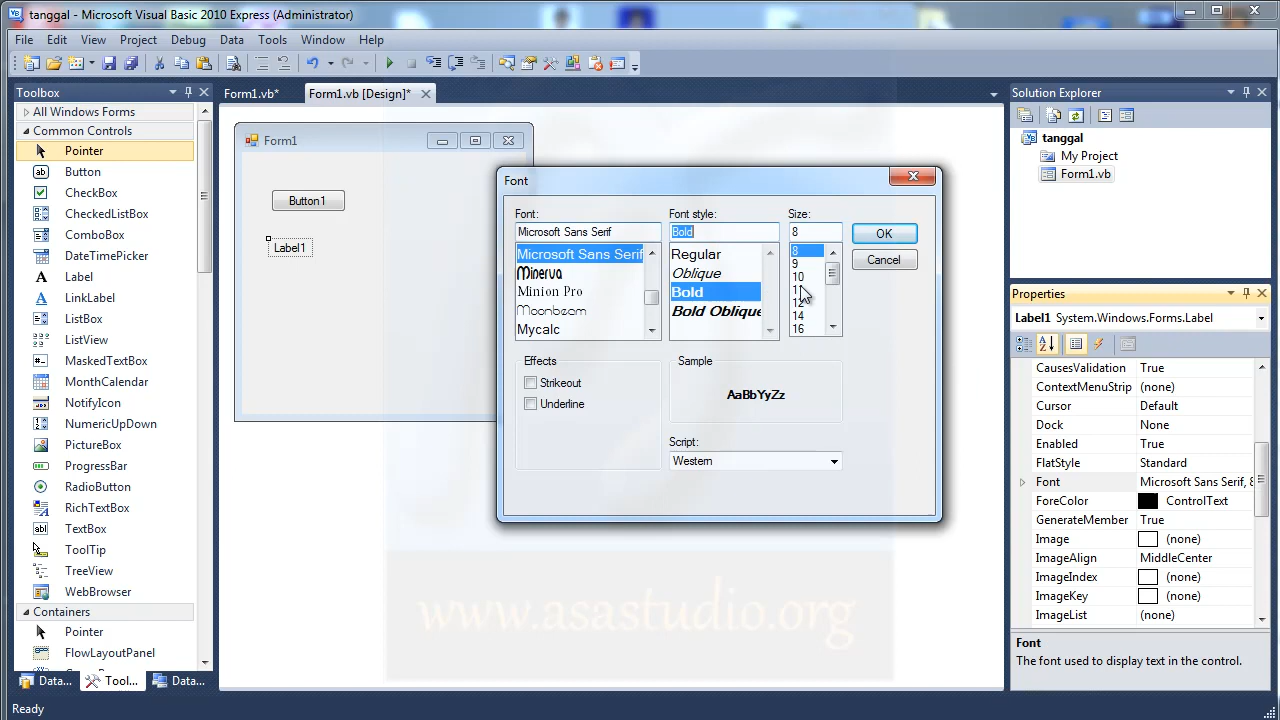 tanggal - Microsoft Visual Basic 2010 Express (Administrator)
File Edit View Project Debug Data Tools Window Help
Toolbox
All Windows Forms
Common Controls
Pointer
Button
CheckBox
CheckedListBox
ComboBox
DateTimePicker
Label
LinkLabel
ListBox
ListView
MaskedTextBox
MonthCalendar
NotifyIcon
NumericUpDown
PictureBox
ProgressBar
RadioButton
RichTextBox
TextBox
ToolTip
TreeView
WebBrowser
Containers
Pointer
FlowLayoutPanel
Data... Tool... Data...
Form1.vb* Form1.vb [Design]*
Form1
Button1
Label1
Font
Font: Font style: Size:
Microsoft Sans Serif Bold 8
OK
Cancel
Microsoft Sans Serif
Minerva
Minion Pro
Moonbeam
Mycalc
Regular
Oblique
Bold
Bold Oblique
8
9
10
11
12
14
16
Effects
Strikeout
Underline
Sample
AaBbYyZz
Script:
Western
www.asastudio.org
Solution Explorer
tanggal
My Project
Form1.vb
Properties
Label1 System.Windows.Forms.Label
CausesValidation True
ContextMenuStrip (none)
Cursor Default
Dock None
Enabled True
FlatStyle Standard
Font Microsoft Sans Serif, 8
ForeColor ControlText
GenerateMember True
Image (none)
ImageAlign MiddleCenter
ImageIndex (none)
ImageKey (none)
ImageList (none)
Font
The font used to display text in the control.
Ready